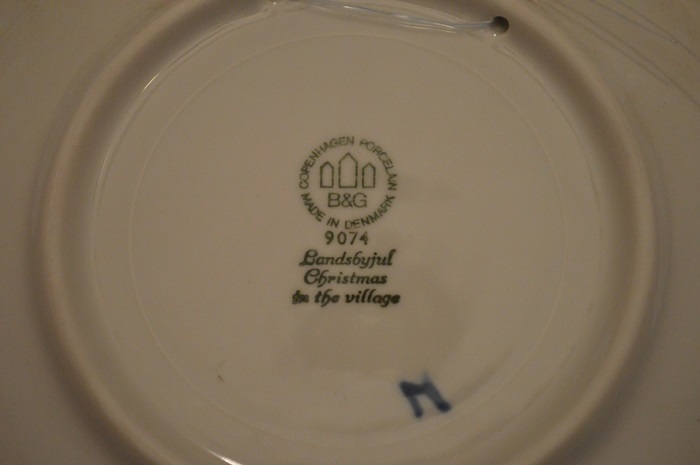 COPENHAGEN PORCELAIN
B&G
MADE IN DENMARK
9074
Landsbyjul
Christmas
in the village
M